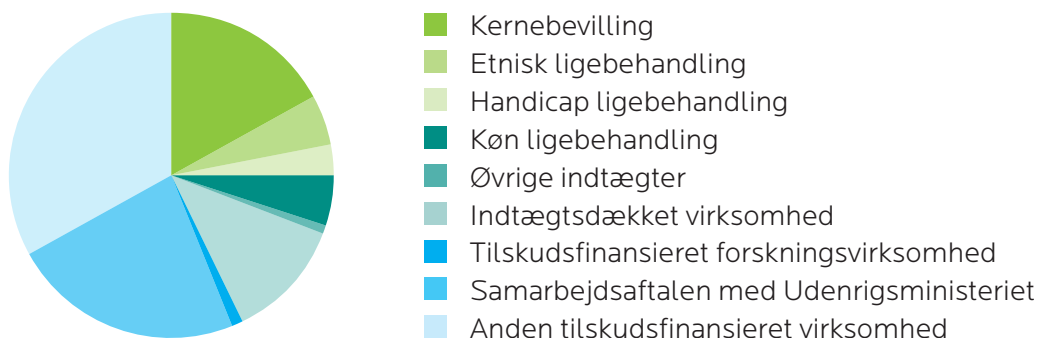 Kernebevilling
Etnisk ligebehandling
Handicap ligebehandling
Køn ligebehandling
Øvrige indtægter
Indtægtsdækket virksomhed
Tilskudsfinansieret forskningsvirksomhed
Samarbejdsaftalen med Udenrigsministeriet
Anden tilskudsfinansieret virksomhed